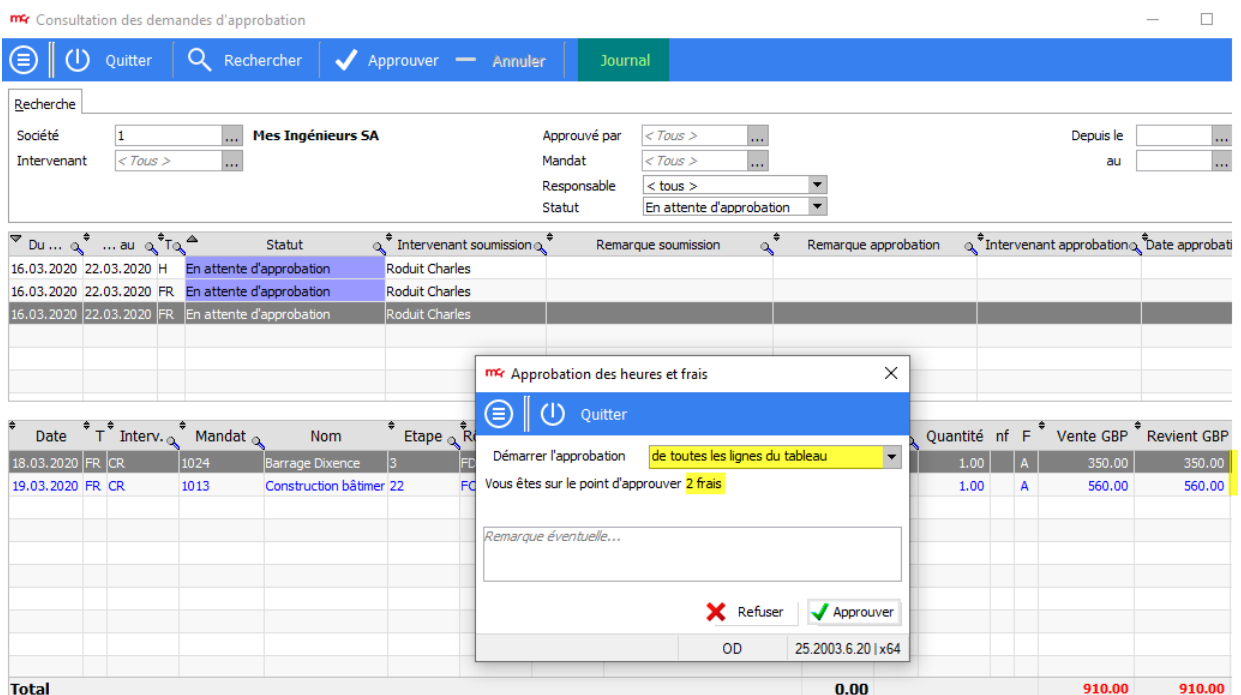 mcr Consultation des demandes d'approbation
Quitter Rechercher Approuver Annuler Journal
Recherche
Société 1 ... Mes Ingénieurs SA Approuvé par < Tous > ... Depuis le ...
Intervenant < Tous > ... Mandat < Tous > ... au ...
Responsable < tous >
Statut En attente d'approbation
Du ... ... au T Statut Intervenant soumission Remarque soumission Remarque approbation Intervenant approbation Date approbati
16.03.2020 22.03.2020 H En attente d'approbation Roduit Charles
16.03.2020 22.03.2020 FR En attente d'approbation Roduit Charles
16.03.2020 22.03.2020 FR En attente d'approbation Roduit Charles
mcr Approbation des heures et frais
Quitter
Démarrer l'approbation de toutes les lignes du tableau
Vous êtes sur le point d'approuver 2 frais
Remarque éventuelle...
Refuser Approuver
OD 25.2003.6.20 | x64
Date T Interv. Mandat Nom Etape Quantité nf F Vente GBP Revient GBP
18.03.2020 FR CR 1024 Barrage Dixence 3 1.00 A 350.00 350.00
19.03.2020 FR CR 1013 Construction bâtimer 22 1.00 A 560.00 560.00
Total 0.00 910.00 910.00